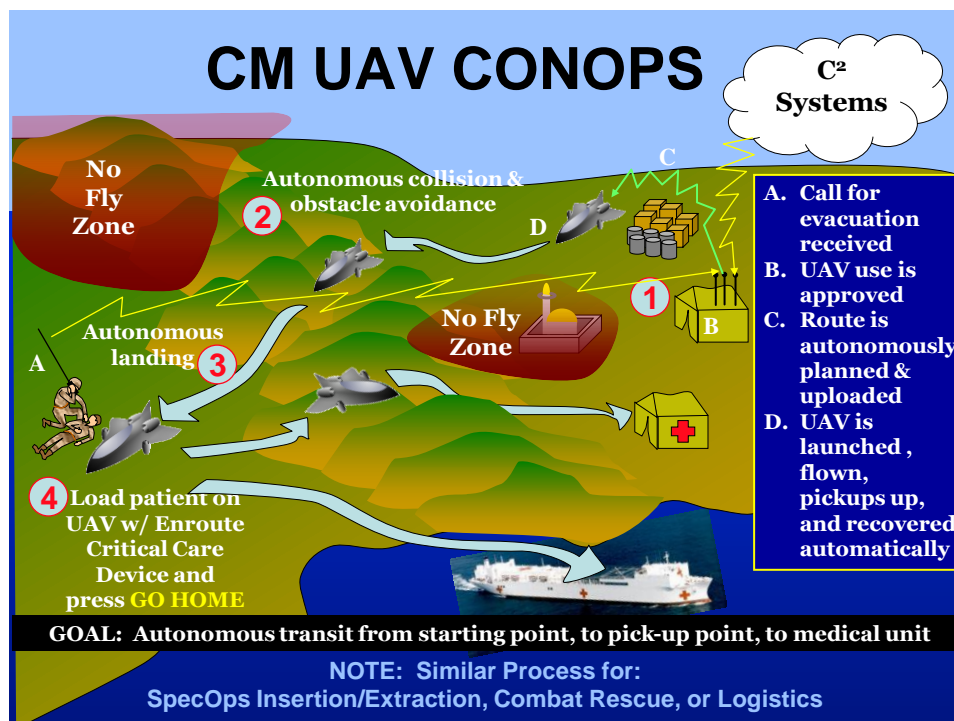 CM UAV CONOPS
C² 
Systems
No
Fly
Zone
Autonomous collision &
obstacle avoidance
2
C
D
1
B
No Fly
Zone
Autonomous
landing
3
A
4
Load patient on
UAV w/ Enroute
Critical Care
Device and
press GO HOME
A. Call for
evacuation
received
B. UAV use is
approved
C. Route is
autonomously
planned &
uploaded
D. UAV is
launched ,
flown,
pickups up,
and recovered
automatically
GOAL: Autonomous transit from starting point, to pick-up point, to medical unit
NOTE: Similar Process for:
SpecOps Insertion/Extraction, Combat Rescue, or Logistics